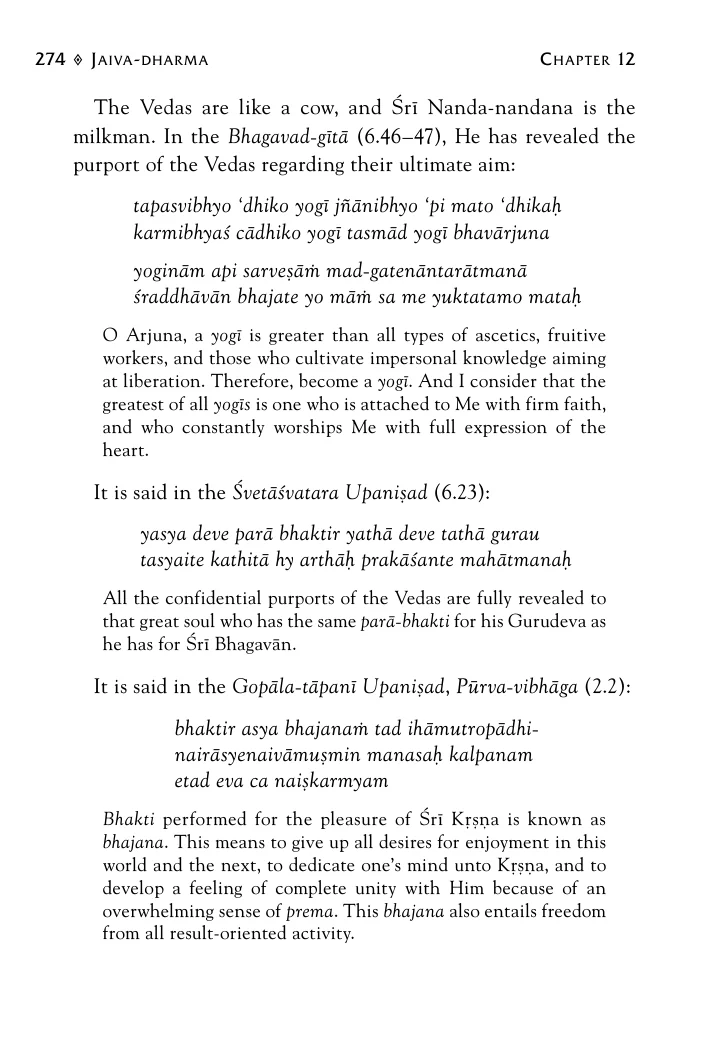 274 ◊ JAIVA-DHARMA CHAPTER 12
The Vedas are like a cow, and Śrī Nanda-nandana is the
milkman. In the Bhagavad-gītā (6.46–47), He has revealed the
purport of the Vedas regarding their ultimate aim:
tapasvibhyo ‘dhiko yogī jñānibhyo ‘pi mato ‘dhikaḥ
karmibhyaś cādhiko yogī tasmād yogī bhavārjuna
yoginām api sarveṣāṁ mad-gatenāntarātmanā
śraddhāvān bhajate yo māṁ sa me yuktatamo mataḥ
O Arjuna, a yogī is greater than all types of ascetics, fruitive
workers, and those who cultivate impersonal knowledge aiming
at liberation. Therefore, become a yogī. And I consider that the
greatest of all yogīs is one who is attached to Me with firm faith,
and who constantly worships Me with full expression of the
heart.
It is said in the Śvetāśvatara Upaniṣad (6.23):
yasya deve parā bhaktir yathā deve tathā gurau
tasyaite kathitā hy arthāḥ prakāśante mahātmanaḥ
All the confidential purports of the Vedas are fully revealed to
that great soul who has the same parā-bhakti for his Gurudeva as
he has for Śrī Bhagavān.
It is said in the Gopāla-tāpanī Upaniṣad, Pūrva-vibhāga (2.2):
bhaktir asya bhajanaṁ tad ihāmutropādhi-
nairāsyenaivāmuṣmin manasaḥ kalpanam
etad eva ca naiṣkarmyam
Bhakti performed for the pleasure of Śrī Kṛṣṇa is known as
bhajana. This means to give up all desires for enjoyment in this
world and the next, to dedicate one’s mind unto Kṛṣṇa, and to
develop a feeling of complete unity with Him because of an
overwhelming sense of prema. This bhajana also entails freedom
from all result-oriented activity.